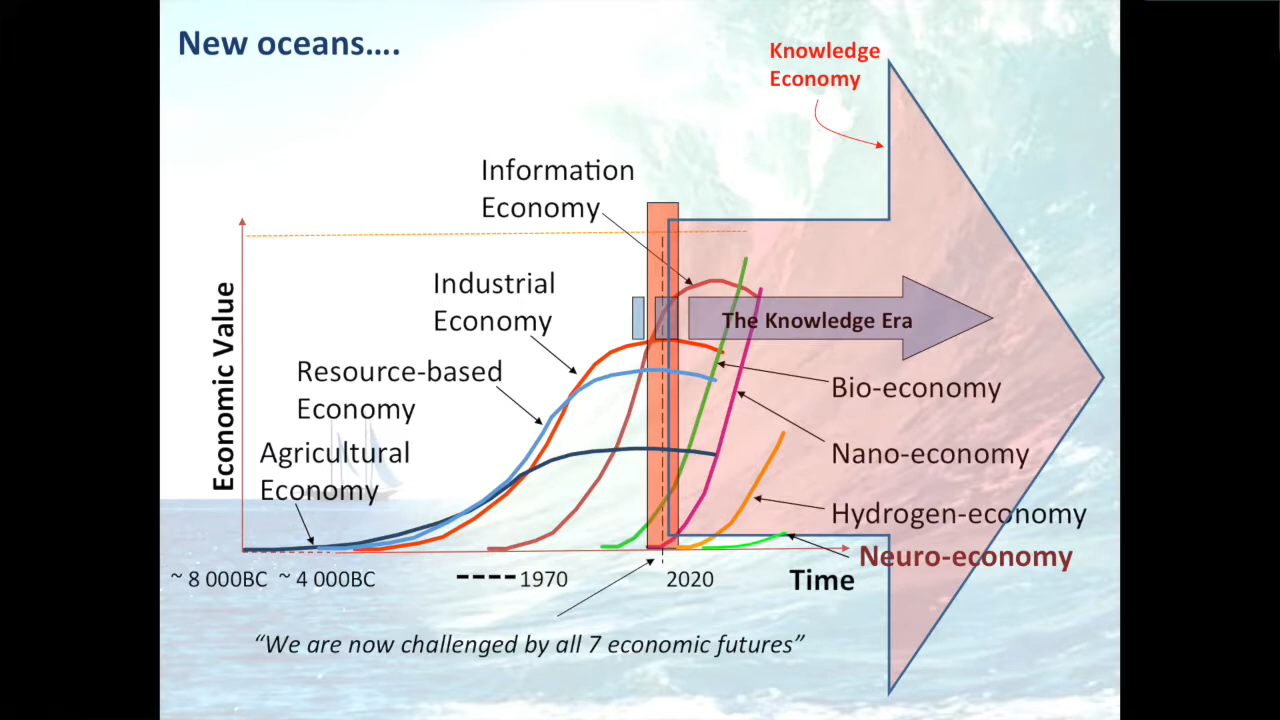 New oceans....
Knowledge
Economy
Information
Economy
Industrial
Economy
The Knowledge Era
Resource-based
Economy
Bio-economy
Agricultural
Economy
Nano-economy
Hydrogen-economy
Neuro-economy
Economic Value
~ 8 000BC ~ 4 000BC 1970 2020 Time
“We are now challenged by all 7 economic futures”